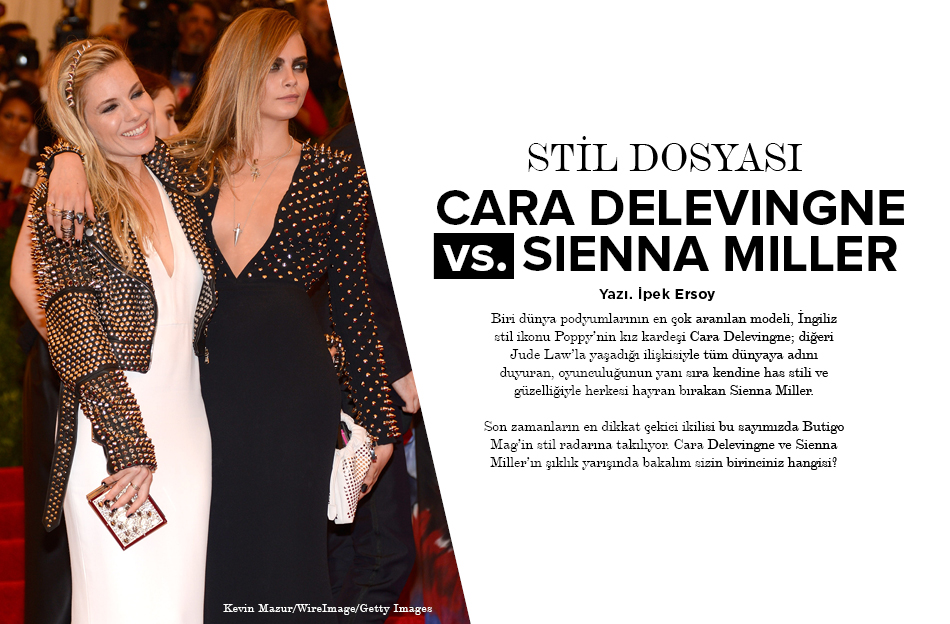 STİL DOSYASI
CARA DELEVINGNE
vs. SIENNA MILLER
Yazı. İpek Ersoy
Biri dünya podyumlarının en çok aranılan modeli, İngiliz
stil ikonu Poppy'nin kız kardeşi Cara Delevingne; diğeri
Jude Law'la yaşadığı ilişkisiyle tüm dünyaya adını
duyuran, oyunculuğunun yanı sıra kendine has stili ve
güzelliğiyle herkesi hayran bırakan Sienna Miller.
Son zamanların en dikkat çekici ikilisi bu sayımızda Butigo
Mag'in stil radarına takılıyor. Cara Delevingne ve Sienna
Miller'ın şıklık yarışında bakalım sizin birinciniz hangisi?
Kevin Mazur/WireImage/Getty Images